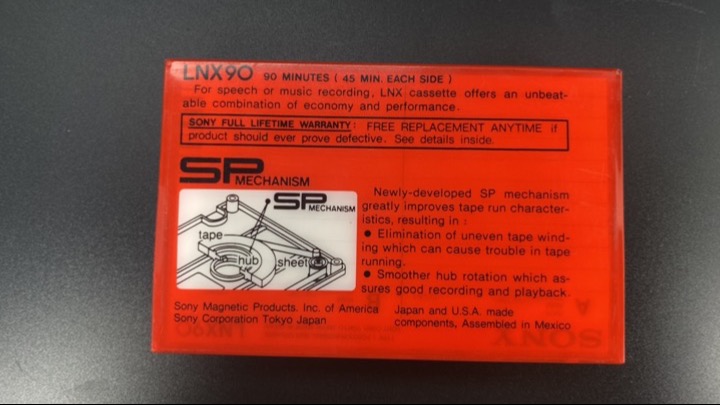 LNX90 90 MINUTES ( 45 MIN. EACH SIDE )
For speech or music recording, LNX cassette offers an unbeat-
able combination of economy and performance.
SONY FULL LIFETIME WARRANTY: FREE REPLACEMENT ANYTIME if
product should ever prove defective. See details inside.
SP MECHANISM
SP MECHANISM
tape
hub
sheet
Newly-developed SP mechanism
greatly improves tape run character-
istics, resulting in :
● Elimination of uneven tape wind-
ing which can cause trouble in tape
running.
● Smoother hub rotation which as-
sures good recording and playback.
Sony Magnetic Products. Inc. of America
Sony Corporation Tokyo Japan
Japan and U.S.A. made
components, Assembled in Mexico
SONY
LNX90